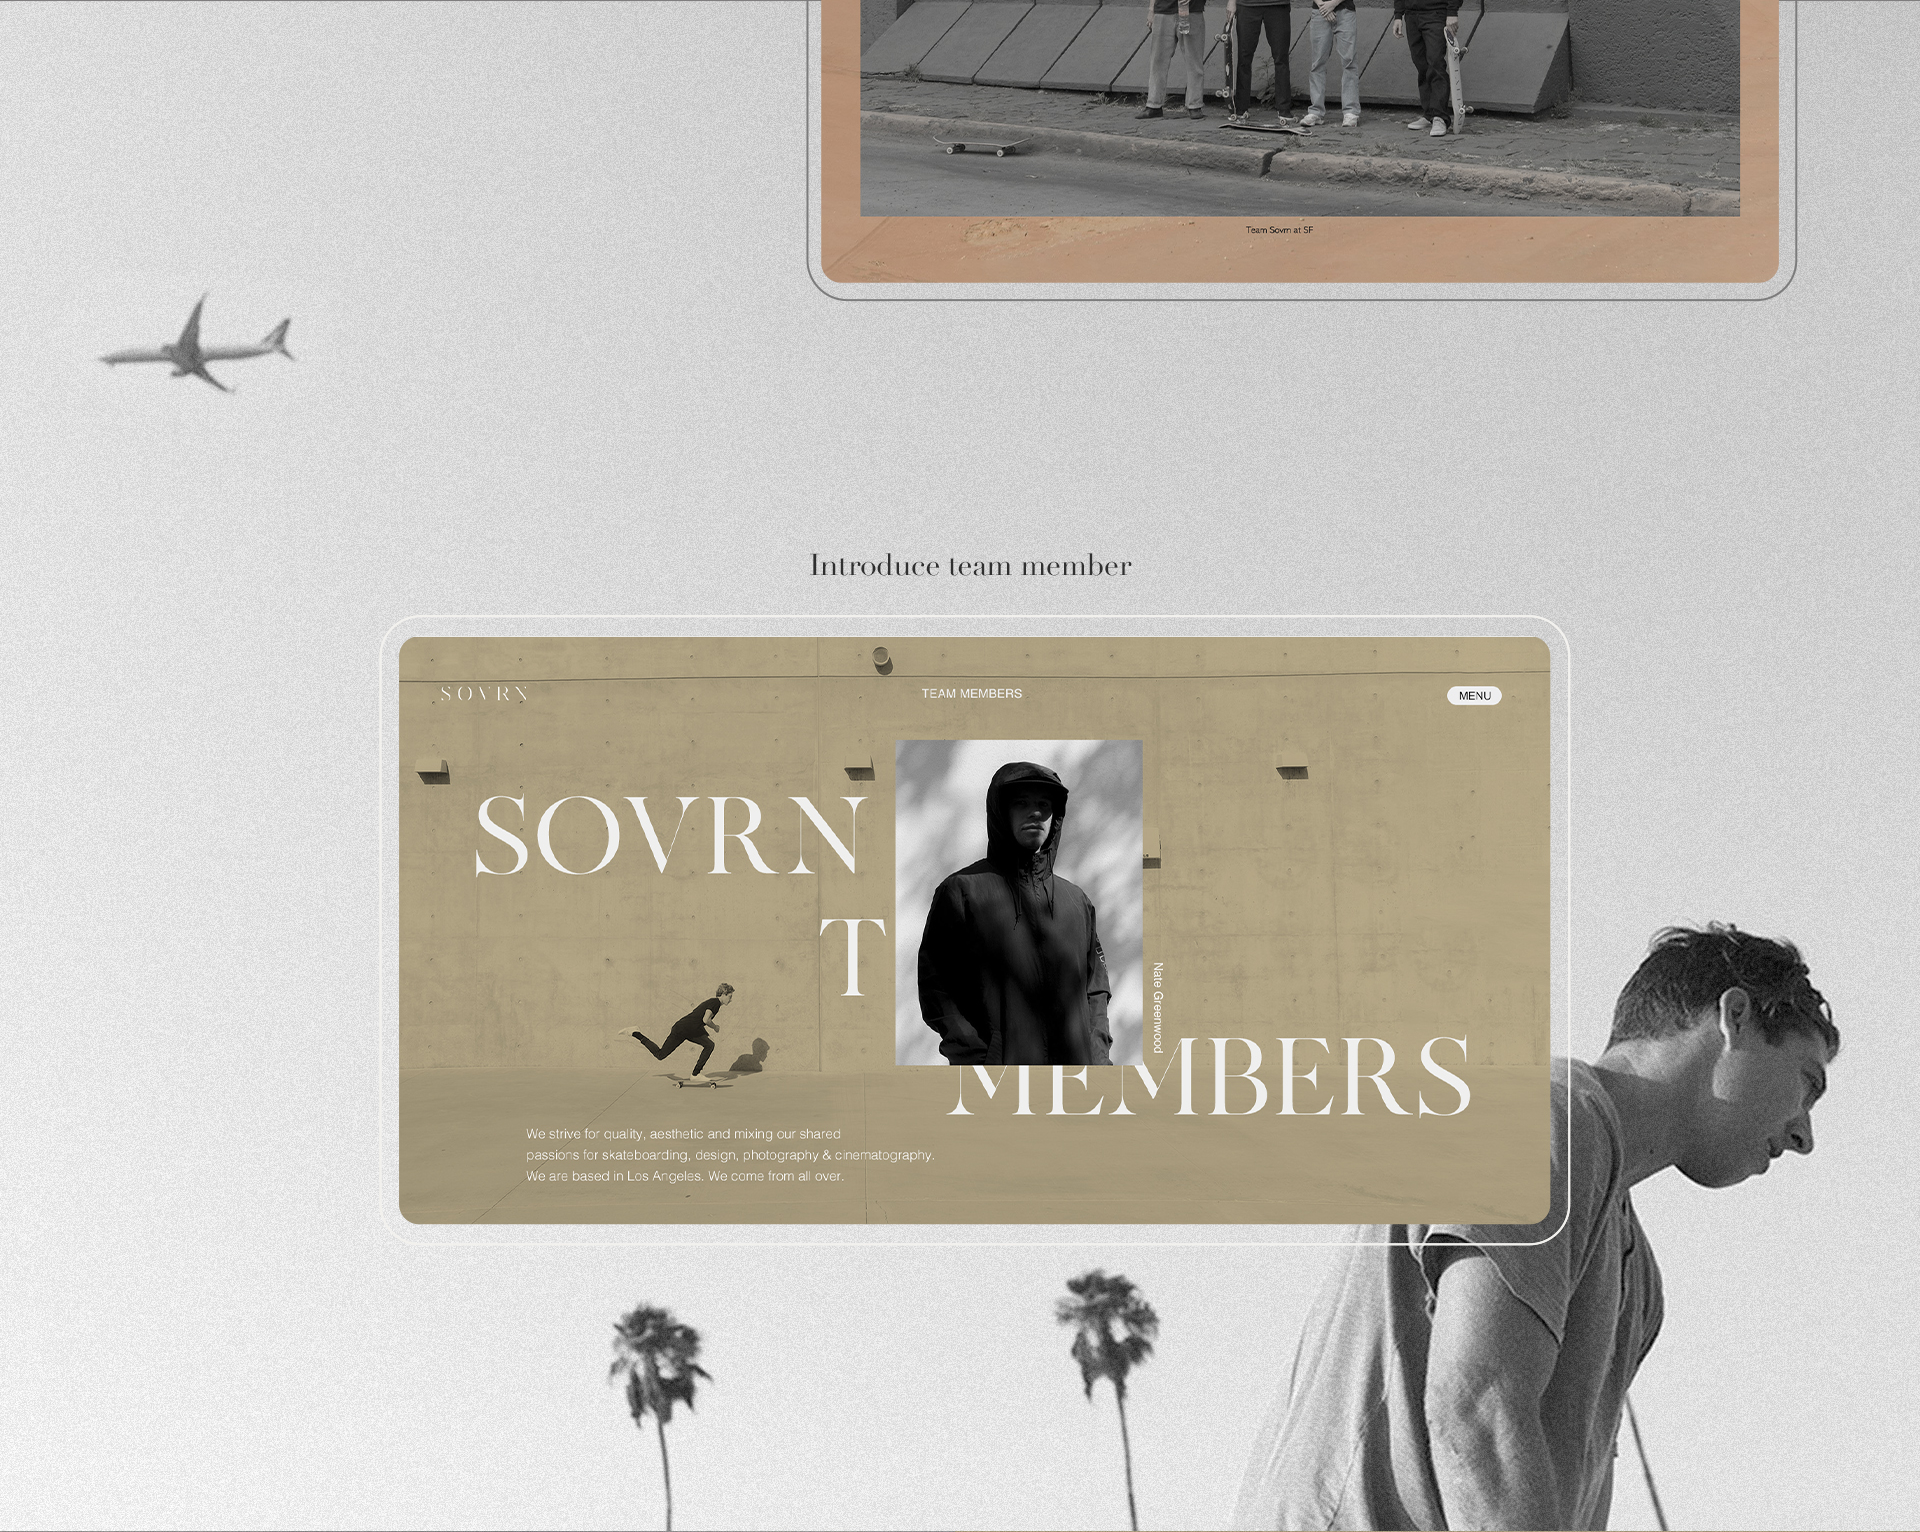 Team Sovrn at SF
Introduce team member
SOVRN
TEAM MEMBERS
MENU
SOVRN
T
MEMBERS
Nate Greenwood
We strive for quality, aesthetic and mixing our shared
passions for skateboarding, design, photography & cinematography.
We are based in Los Angeles. We come from all over.